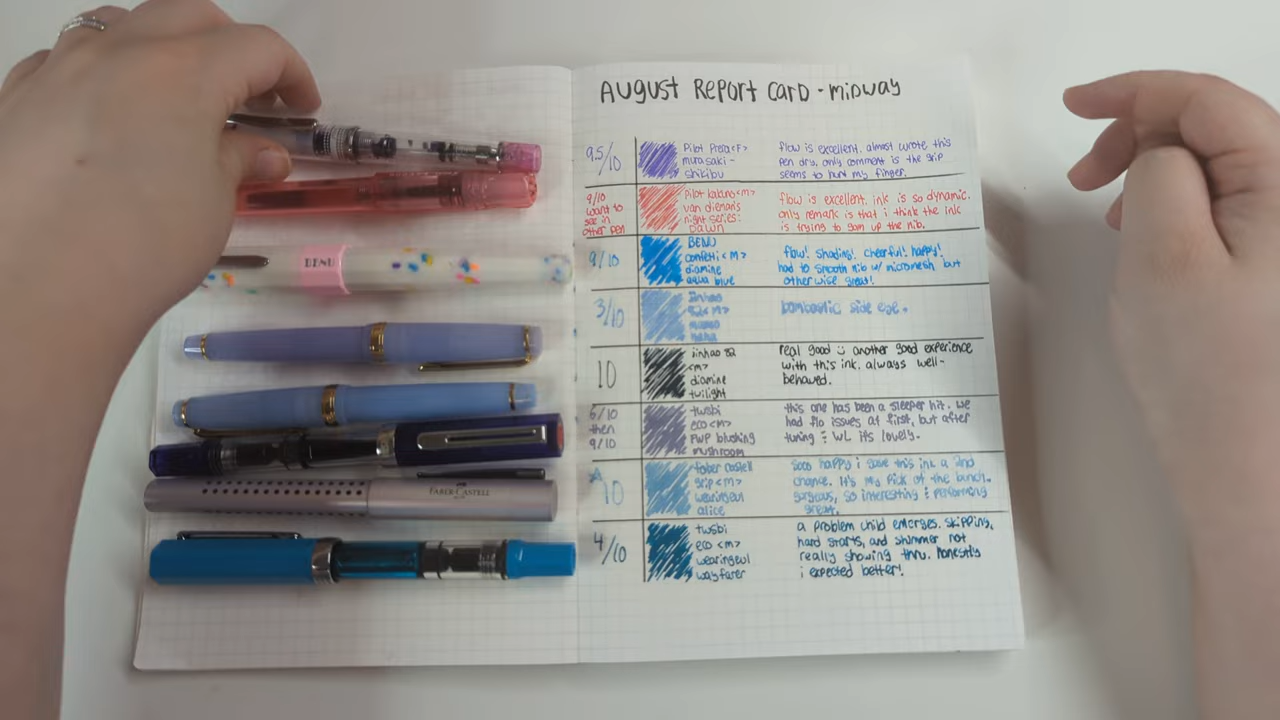 August Report Card - midway
9.5/10
Pilot Prera <F>
murasaki-
shikibu
flow is excellent. almost wrote this
pen dry, only comment is the grip
seems to hurt my finger.
9/10
want to
see in
other pen
Pilot kakuno <m>
van dieman's
night series:
Dawn
flow is excellent. ink is so dynamic.
only remark is that i think the ink
is trying to gom up the nib.
9/10
BENU
confetti <M>
diamine
aqua blue
flow! shading! cheerful! happy!
had to smooth nib w/ micromesh but
otherwise great!
3/10
Jinhao
82 <M>
bombastic side eye.
10
Jinhao 82
<m>
diamine
twilight
real good :) another good experience
with this ink. always well-
behaved.
6/10
then
9/10
twsbi
eco <m>
PWP blushing
mushroom
this one has been a sleeper hit. we
had flo issues at first, but after
tuning & WL its lovely.
10
faber castell
grip <m>
wearingeul
alice
sooo happy i gave this ink a 2nd
chance. it's my pick of the bunch.
gorgeous, so interesting & performing
great.
4/10
twsbi
eco <m>
wearingeul
wayfarer
a problem child emerges. skipping,
hard starts, and shimmer not
really showing thru. honestly
i expected better!
BENU
FABER-CASTELL